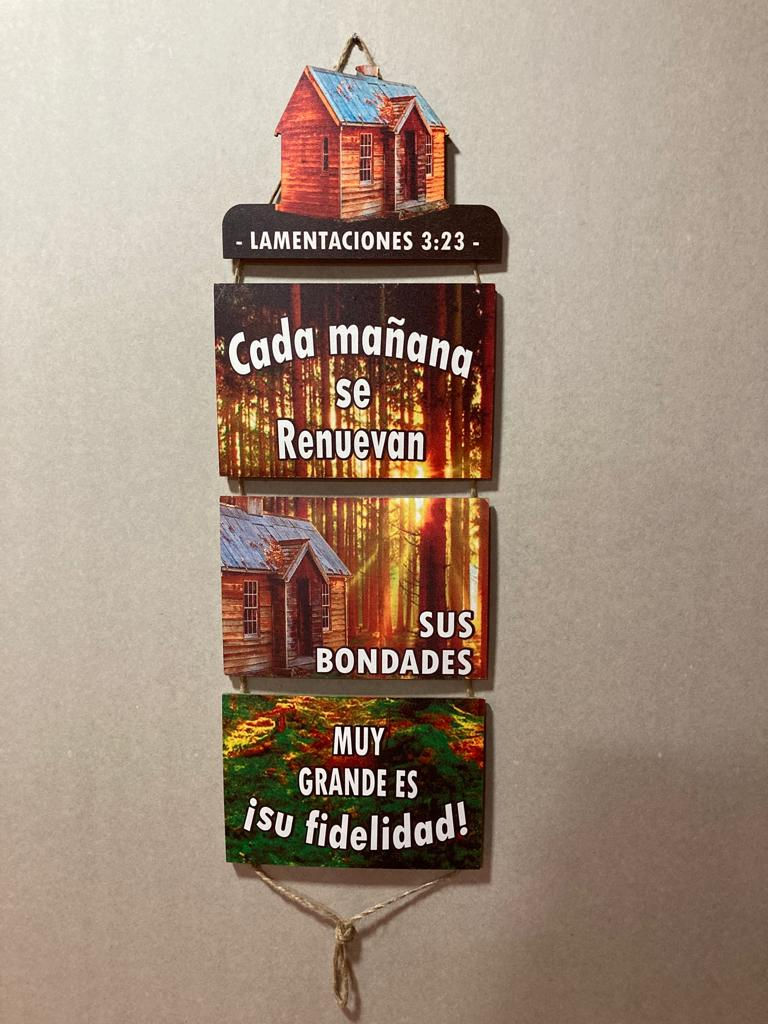 - LAMENTACIONES 3:23 -
Cada mañana
se
Renuevan
SUS
BONDADES
MUY
GRANDE ES
¡su fidelidad!